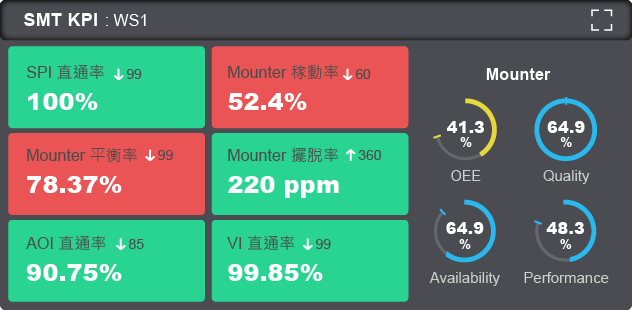 SMT KPI : WS1
SPI 直通率 ↓99
100%
Mounter 稼動率 ↓60
52.4%
Mounter 平衡率 ↓99
78.37%
Mounter 擺脫率 ↑360
220 ppm
AOI 直通率 ↓85
90.75%
VI 直通率 ↓99
99.85%
Mounter
41.3
%
OEE
64.9
%
Quality
64.9
%
Availability
48.3
%
Performance